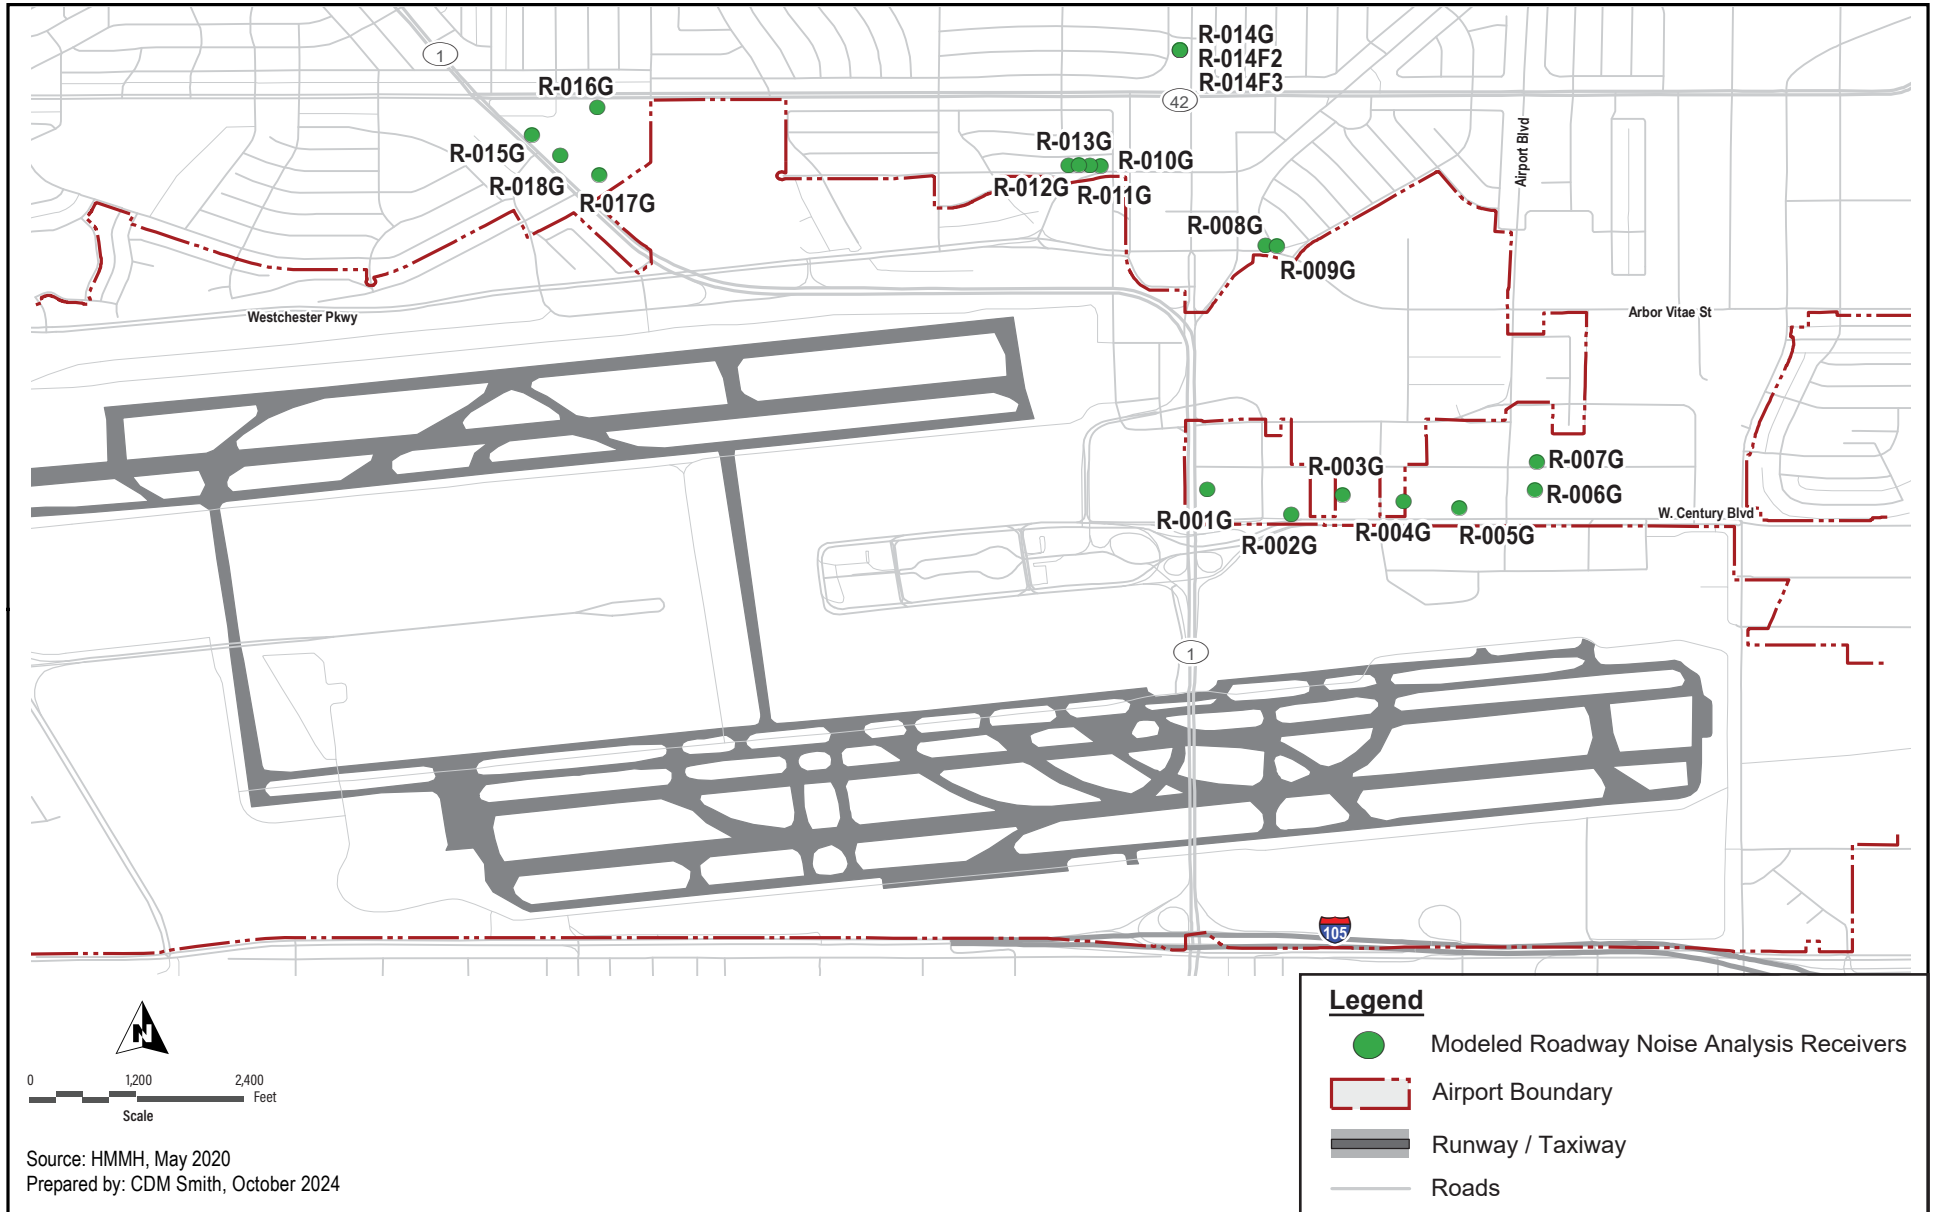 1
R-014G
R-014F2
R-014F3
42
R-016G
R-015G
R-018G
R-017G
R-013G
R-010G
R-012G
R-011G
Airport Blvd
R-008G
R-009G
Westchester Pkwy
Arbor Vitae St
R-003G
R-007G
R-006G
R-001G
R-002G
R-004G
R-005G
W. Century Blvd
1
105
N
0 1,200 2,400
Feet
Scale
Source: HMMH, May 2020
Prepared by: CDM Smith, October 2024
Legend
Modeled Roadway Noise Analysis Receivers
Airport Boundary
Runway / Taxiway
Roads